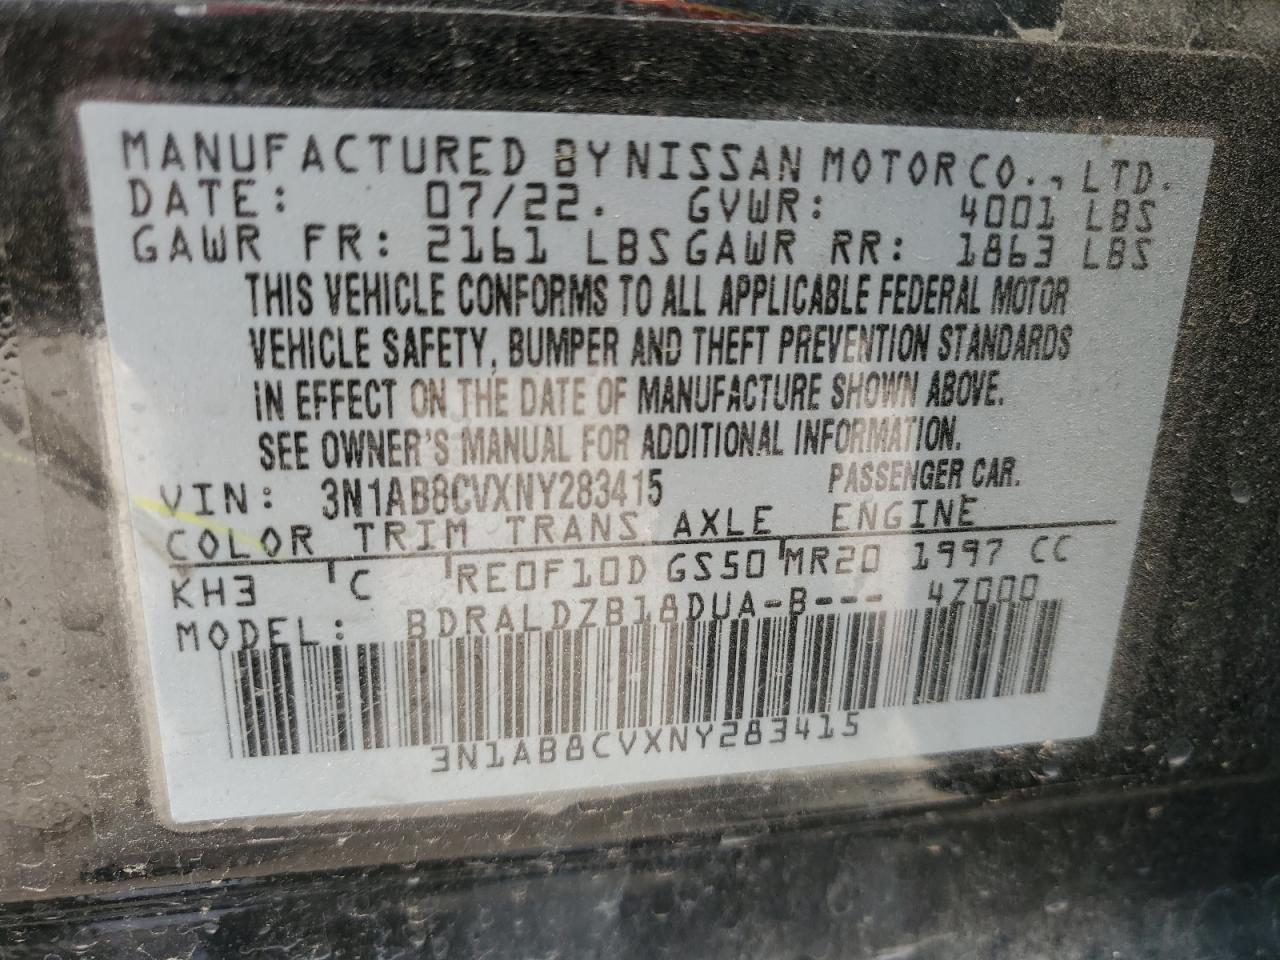 MANUFACTURED BY NISSAN MOTOR CO., LTD.
DATE: 07/22. GVWR: 4001 LBS
GAWR FR: 2161 LBS GAWR RR: 1863 LBS
THIS VEHICLE CONFORMS TO ALL APPLICABLE FEDERAL MOTOR
VEHICLE SAFETY, BUMPER AND THEFT PREVENTION STANDARDS
IN EFFECT ON THE DATE OF MANUFACTURE SHOWN ABOVE.
SEE OWNER'S MANUAL FOR ADDITIONAL INFORMATION.
VIN: 3N1AB8CVXNY283415 PASSENGER CAR.
COLOR TRIM TRANS AXLE ENGINE
KH3 C RE0F10D GS50 MR20 1997 CC
MODEL: BDRALDZB18DUA-B--- 47000
3N1AB8CVXNY283415